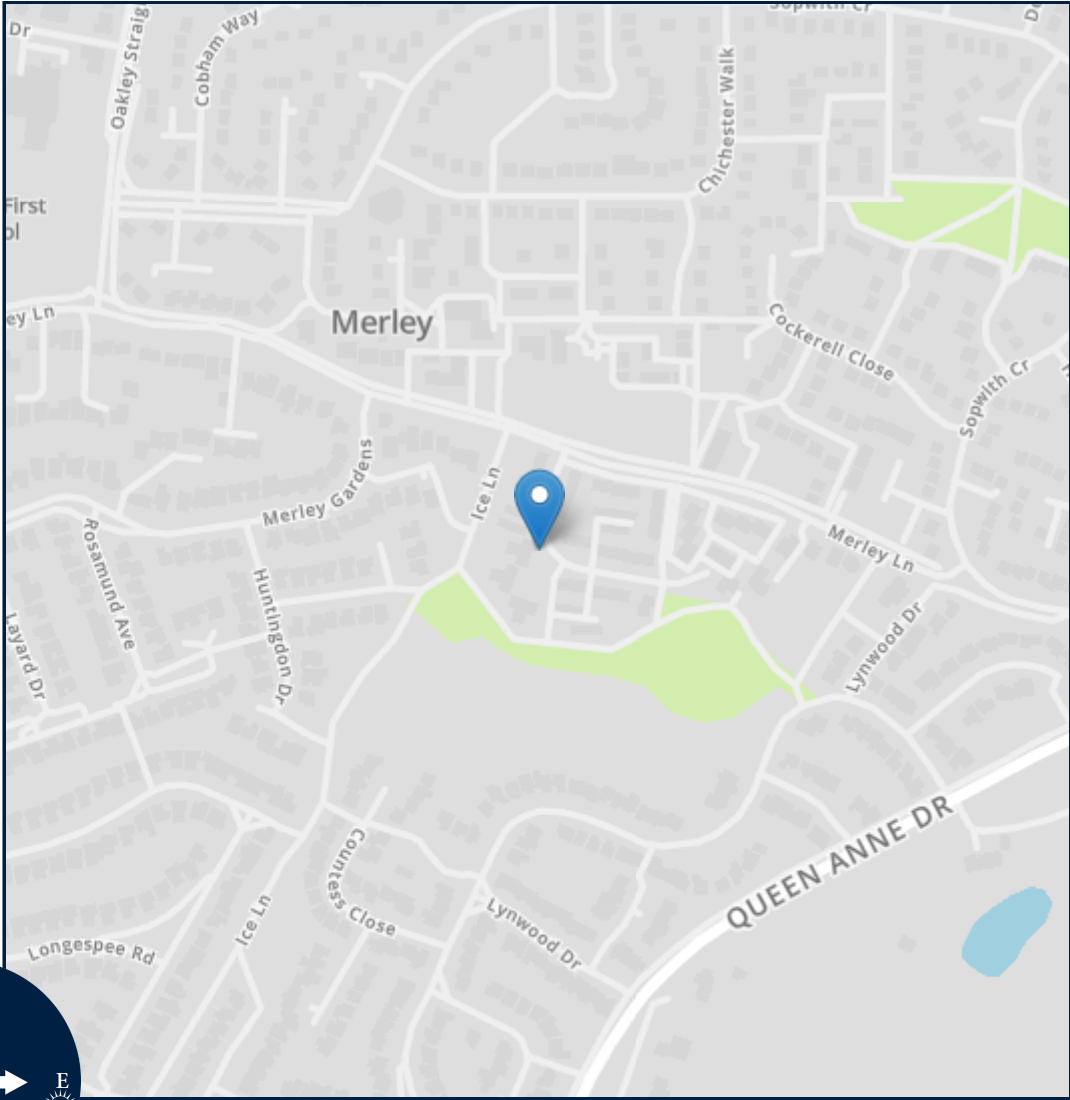 Sopwith Cr
Dr
Oakley Straig
Cobham Way
Chichester Walk
First
ol
ey Ln
Merley
Cockerell Close
Sopwith Cr
Ice Ln
Merley Gardens
Merley Ln
Rosamund Ave
Huntingdon Dr
Layard Dr
Lynwood Dr
QUEEN ANNE DR
Countess Close
Ice Ln
Lynwood Dr
Longespee Rd
E